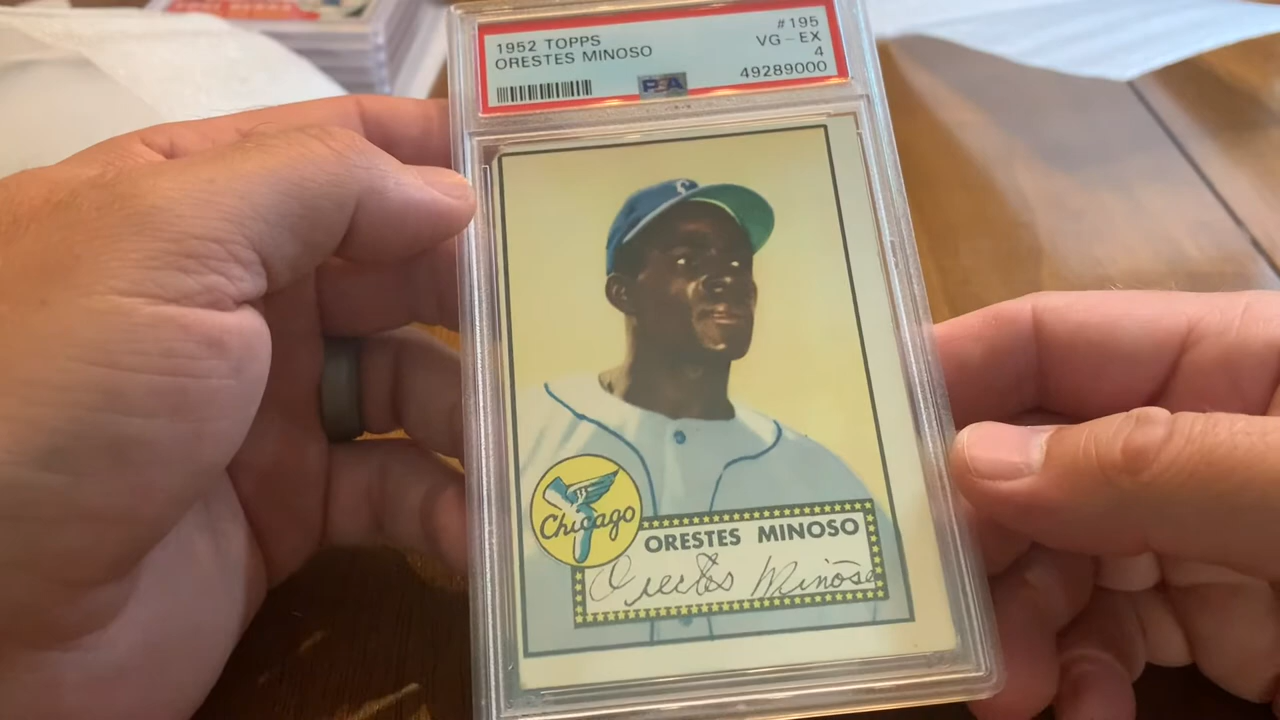 1952 TOPPS #195
ORESTES MINOSO VG-EX
4
PSA 49289000
S
Chicago
ORESTES MINOSO
Orestes Minoso